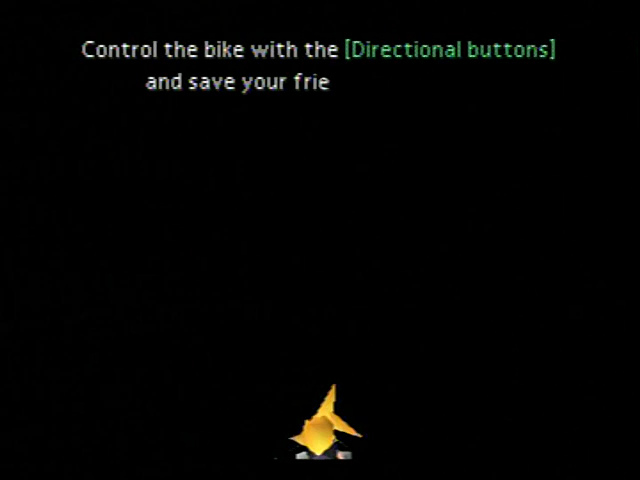 Control the bike with the [Directional buttons]
and save your frie